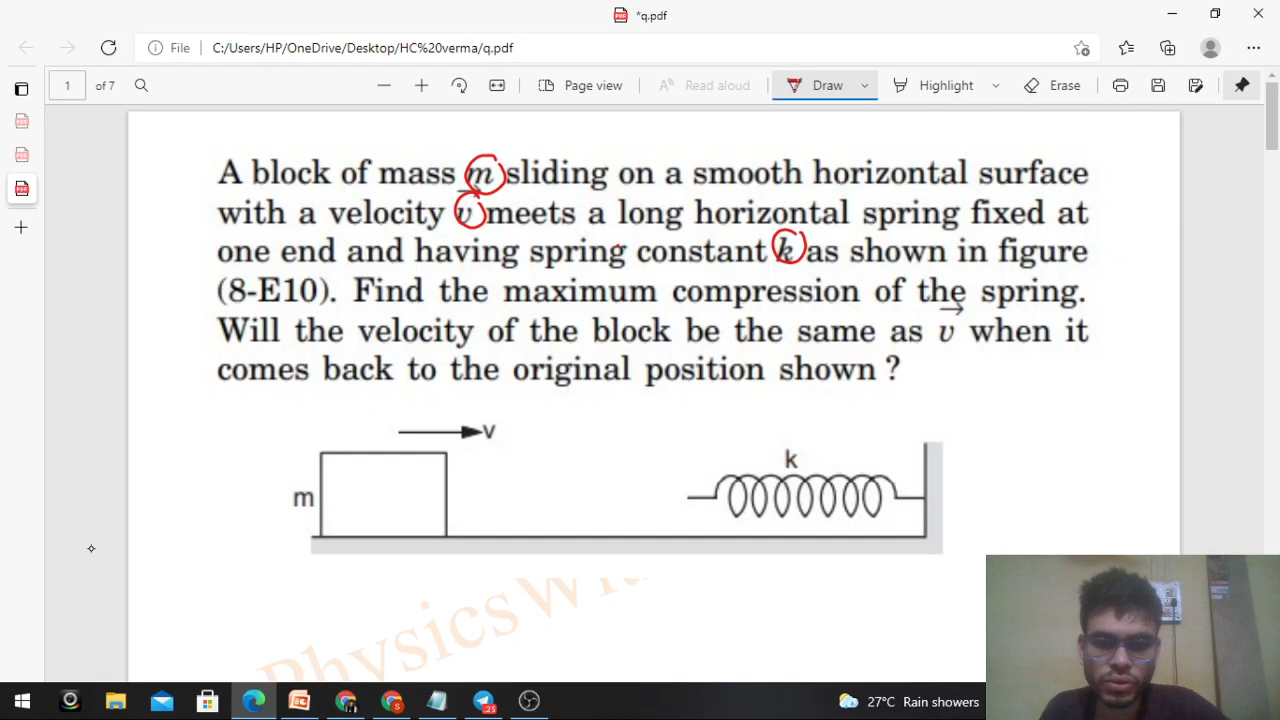 *q.pdf
File C:/Users/HP/OneDrive/Desktop/HC%20verma/q.pdf
1 of 7 Page view Read aloud Draw Highlight Erase
A block of mass m sliding on a smooth horizontal surface
with a velocity v⃗ meets a long horizontal spring fixed at
one end and having spring constant k as shown in figure
(8-E10). Find the maximum compression of the spring.
Will the velocity of the block be the same as v⃗ when it
comes back to the original position shown ?
v
k
m
PhysicsWi
27°C Rain showers